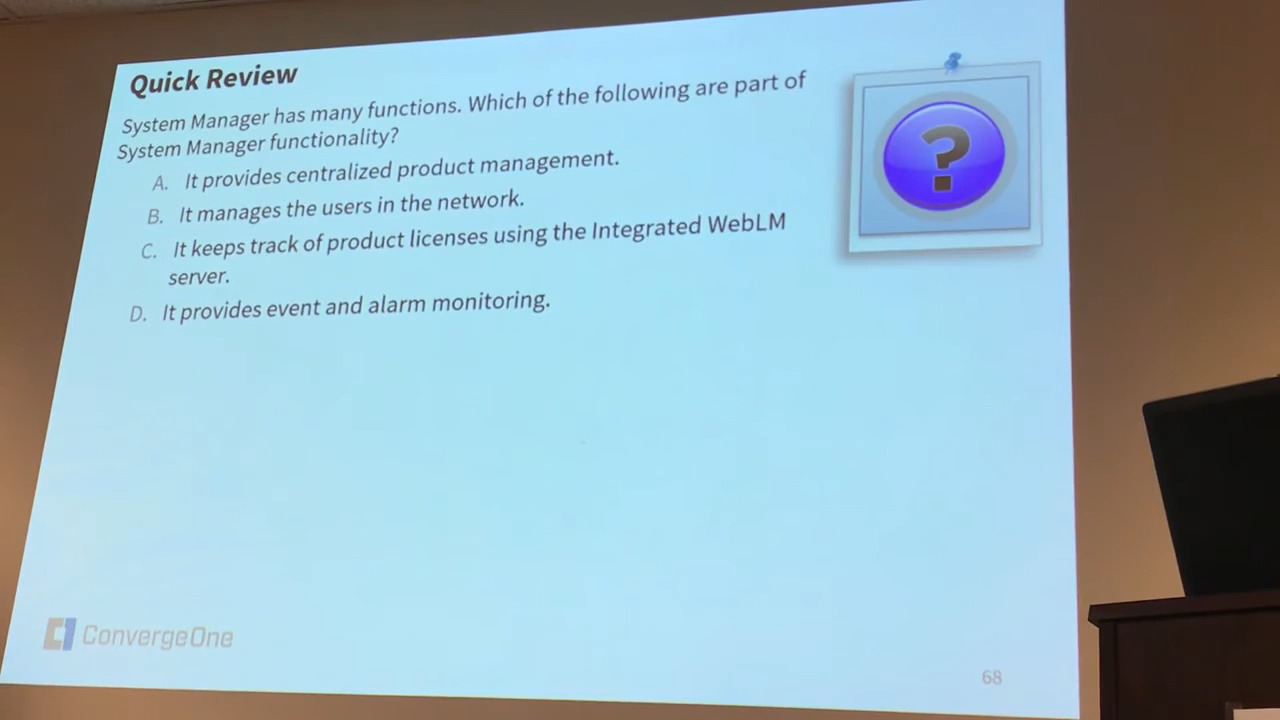 Quick Review
System Manager has many functions. Which of the following are part of
System Manager functionality?
A. It provides centralized product management.
B. It manages the users in the network.
C. It keeps track of product licenses using the Integrated WebLM
server.
D. It provides event and alarm monitoring.
?
ConvergeOne
68